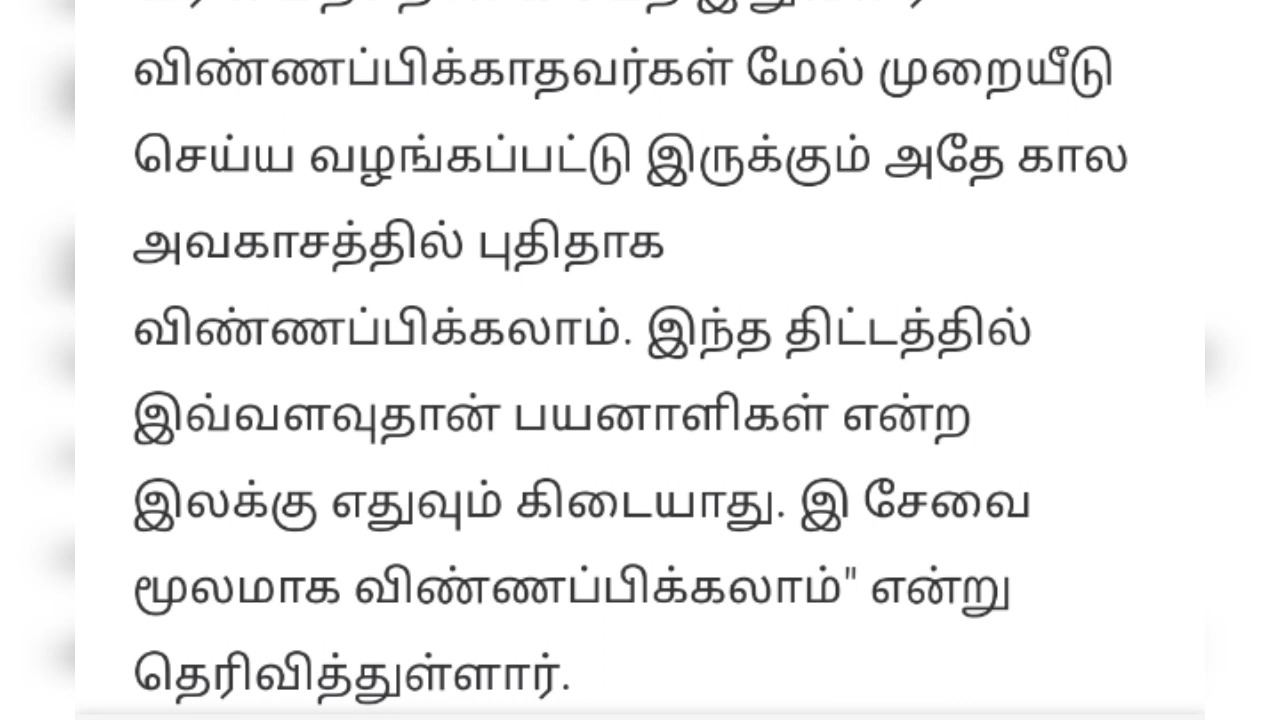 விண்ணப்பிக்காதவர்கள் மேல் முறையீடு
செய்ய வழங்கப்பட்டு இருக்கும் அதே கால
அவகாசத்தில் புதிதாக
விண்ணப்பிக்கலாம். இந்த திட்டத்தில்
இவ்வளவுதான் பயனாளிகள் என்ற
இலக்கு எதுவும் கிடையாது. இ சேவை
மூலமாக விண்ணப்பிக்கலாம்" என்று
தெரிவித்துள்ளார்.